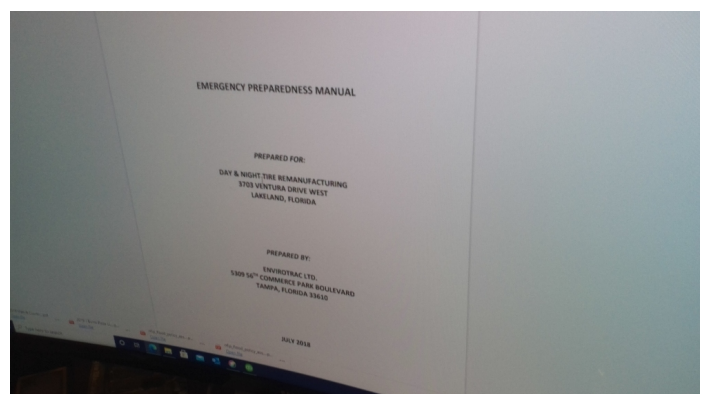 EMERGENCY PREPAREDNESS MANUAL
PREPARED FOR:
DAY & NIGHT TIRE REMANUFACTURING
3703 VENTURA DRIVE WEST
LAKELAND, FLORIDA
PREPARED BY:
ENVIROTRAC LTD.
5309 56TH COMMERCE PARK BOULEVARD
TAMPA, FLORIDA 33610
JULY 2018